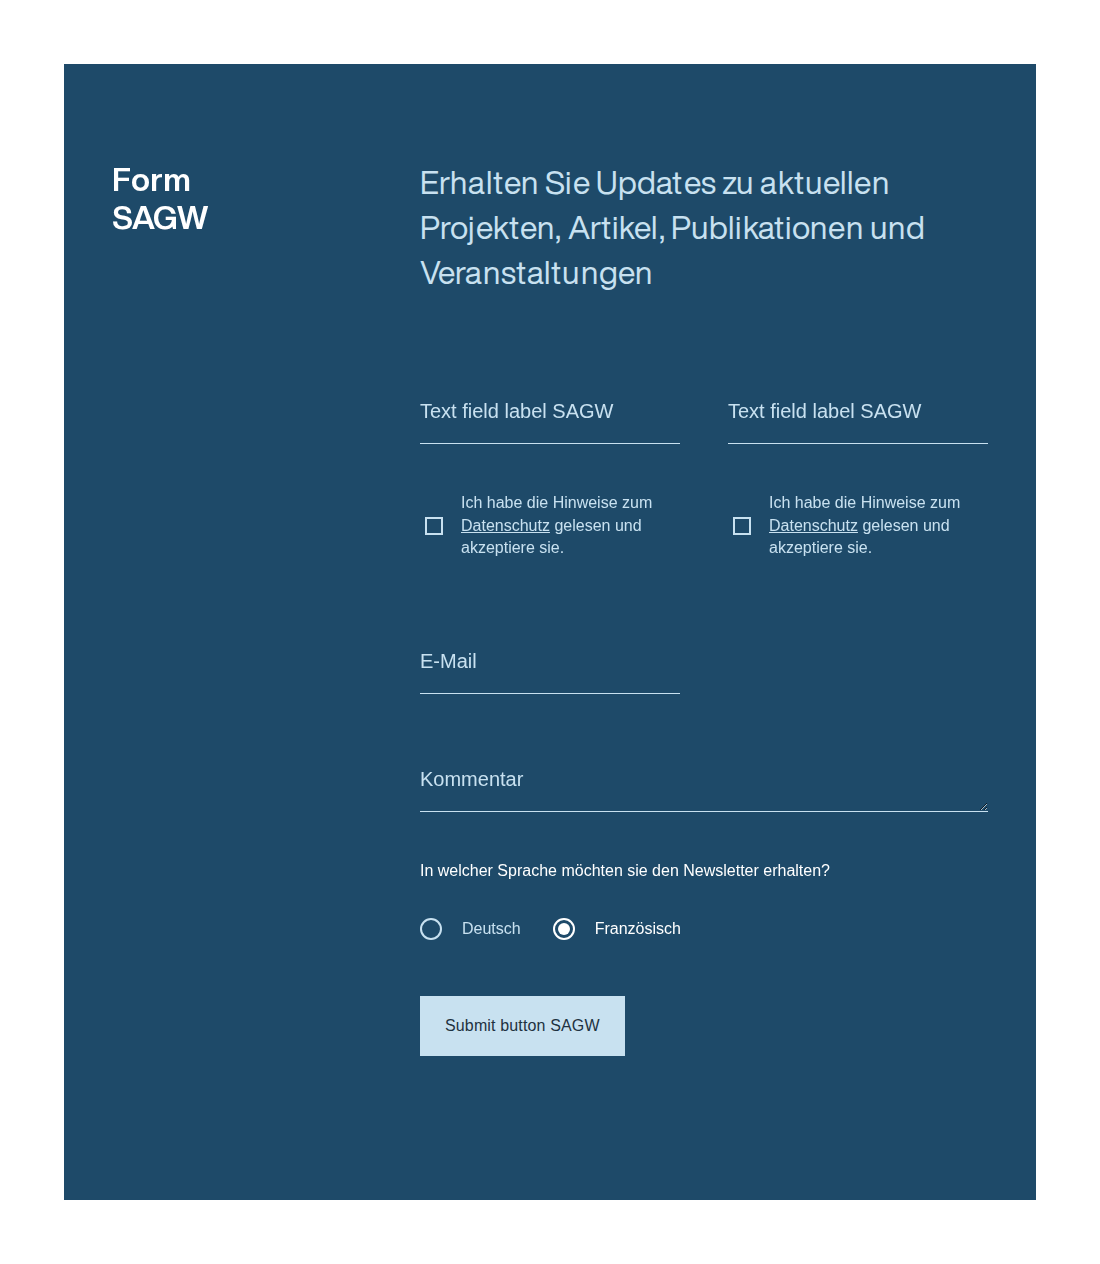 Form
SAGW
Erhalten Sie Updates zu aktuellen
Projekten, Artikel, Publikationen und
Veranstaltungen
Text field label SAGW
Text field label SAGW
Ich habe die Hinweise zum
Datenschutz gelesen und
akzeptiere sie.
Ich habe die Hinweise zum
Datenschutz gelesen und
akzeptiere sie.
E-Mail
Kommentar
In welcher Sprache möchten sie den Newsletter erhalten?
Deutsch
Französisch
Submit button SAGW